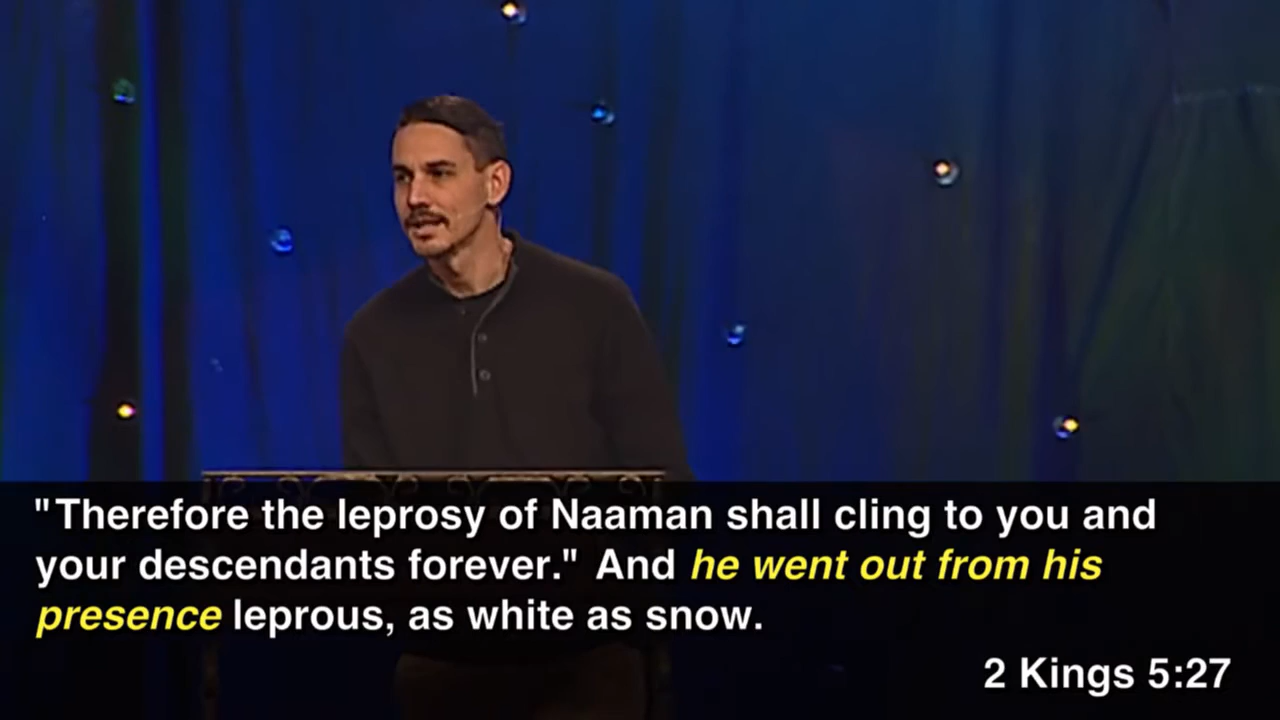 "Therefore the leprosy of Naaman shall cling to you and
your descendants forever." And he went out from his
presence leprous, as white as snow.
2 Kings 5:27